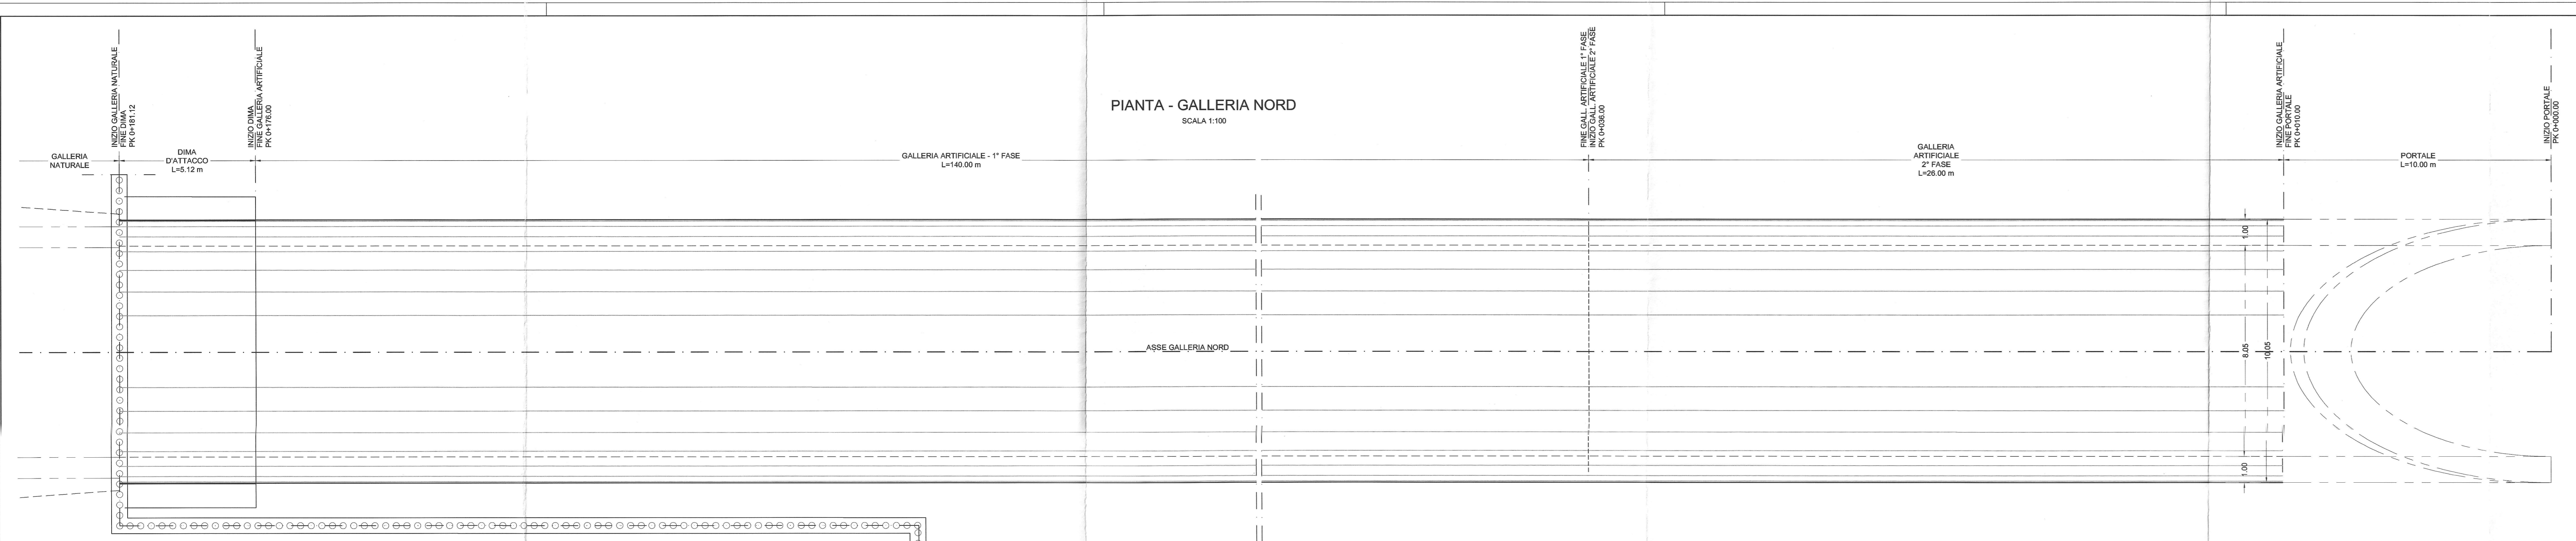 INIZIO GALLERIA NATURALE
FINE DIMA
PK 0+181.12
INIZIO DIMA
FINE GALLERIA ARTIFICIALE
PK 0+176.00
PIANTA - GALLERIA NORD
SCALA 1:100
FINE GALL. ARTIFICIALE 1° FASE
INIZIO GALL. ARTIFICIALE 2° FASE
PK 0+036.00
INIZIO GALLERIA ARTIFICIALE
FINE PORTALE
PK 0+010.00
INIZIO PORTALE
PK 0+000.00
GALLERIA
NATURALE
DIMA
D'ATTACCO
L=5.12 m
GALLERIA ARTIFICIALE - 1° FASE
L=140.00 m
GALLERIA
ARTIFICIALE
2° FASE
L=26.00 m
PORTALE
L=10.00 m
1.00
ASSE GALLERIA NORD
8.05
10.05
1.00